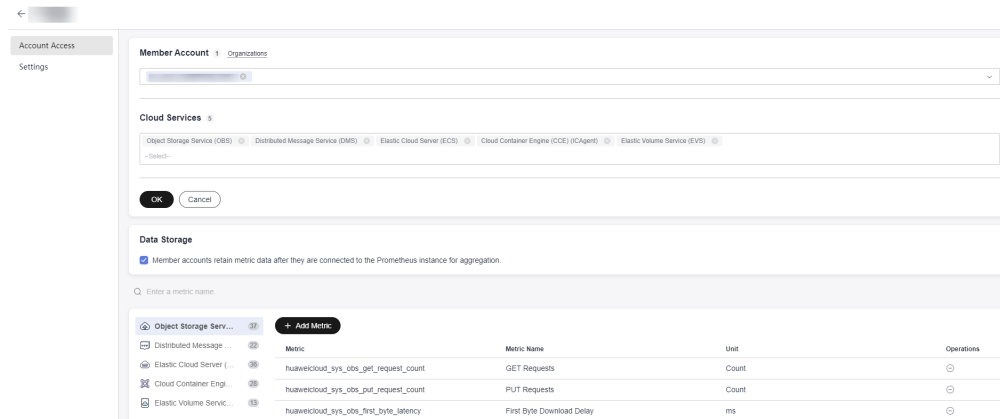 Account Access
Settings
Member Account 1 Organizations
Cloud Services 5
Object Storage Service (OBS) Distributed Message Service (DMS) Elastic Cloud Server (ECS) Cloud Container Engine (CCE) (ICAgent) Elastic Volume Service (EVS)
--Select--
OK Cancel
Data Storage
Member accounts retain metric data after they are connected to the Prometheus instance for aggregation.
Enter a metric name.
Object Storage Serv... 37
Distributed Message ... 22
Elastic Cloud Server (... 36
Cloud Container Engi... 28
Elastic Volume Servic... 13
+ Add Metric
Metric Metric Name Unit Operations
huaweicloud_sys_obs_get_request_count GET Requests Count
huaweicloud_sys_obs_put_request_count PUT Requests Count
huaweicloud_sys_obs_first_byte_latency First Byte Download Delay ms